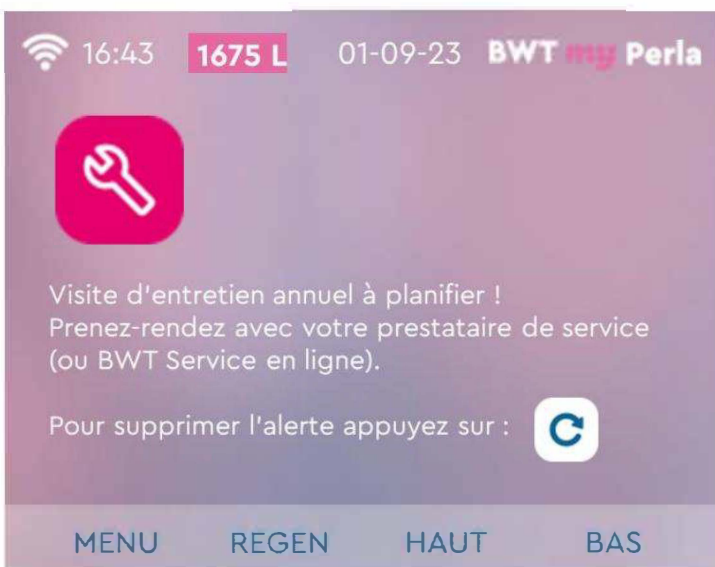 16:43 1675 L 01-09-23 BWT my Perla
Visite d'entretien annuel à planifier !
Prenez-rendez avec votre prestataire de service
(ou BWT Service en ligne).
Pour supprimer l'alerte appuyez sur :
MENU REGEN HAUT BAS